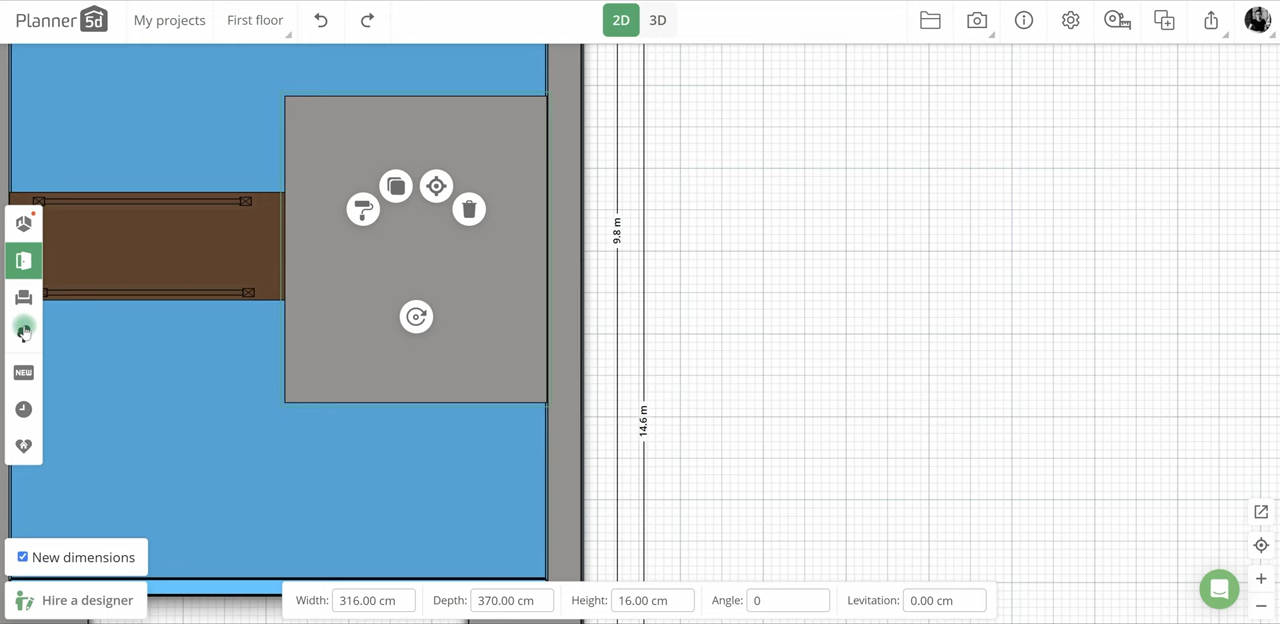 Planner 5d
My projects
First floor
2D
3D
9.8 m
14.6 m
NEW
New dimensions
Hire a designer
Width: 316.00 cm
Depth: 370.00 cm
Height: 16.00 cm
Angle: 0
Levitation: 0.00 cm